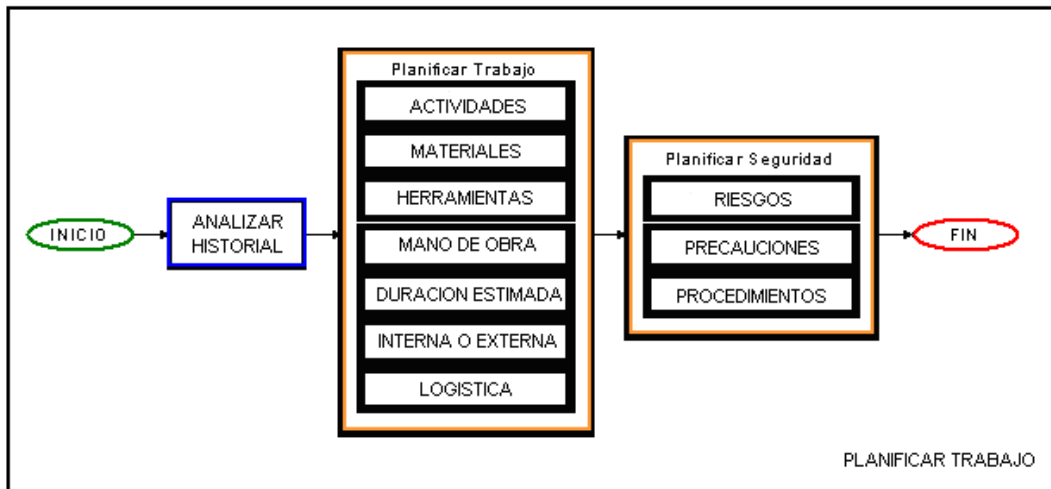 INICIO
ANALIZAR
HISTORIAL
Planificar Trabajo
ACTIVIDADES
MATERIALES
HERRAMIENTAS
MANO DE OBRA
DURACION ESTIMADA
INTERNA O EXTERNA
LOGISTICA
Planificar Seguridad
RIESGOS
PRECAUCIONES
PROCEDIMIENTOS
FIN
PLANIFICAR TRABAJO